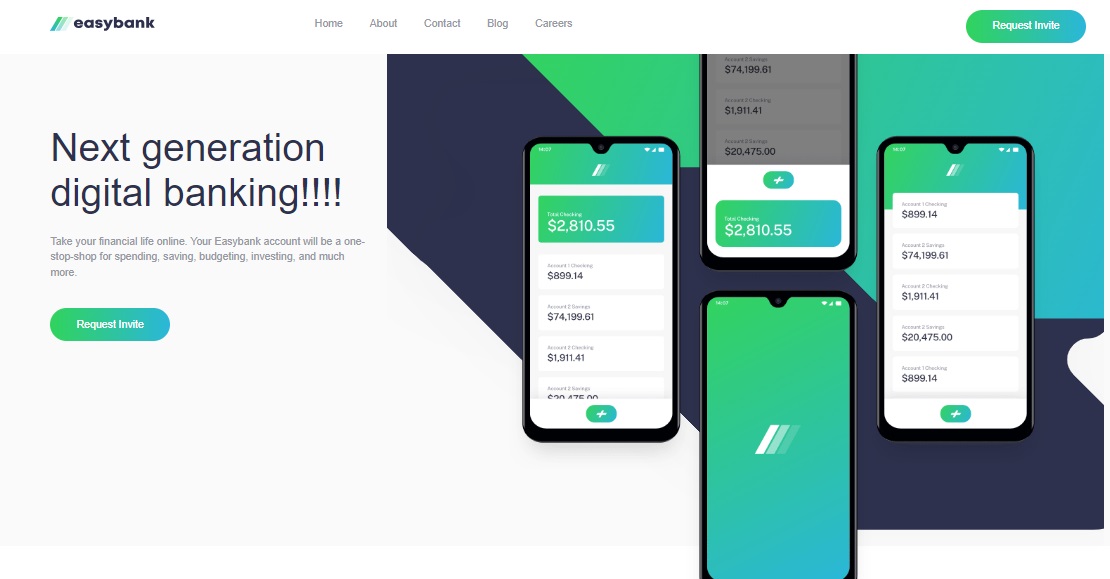 easybank
Home
About
Contact
Blog
Careers
Request Invite
Next generation
digital banking!!!!
Take your financial life online. Your Easybank account will be a one-
stop-shop for spending, saving, budgeting, investing, and much
more.
Request Invite
14:07
Total Checking
$2,810.55
Account 1 Checking
$899.14
Account 2 Savings
$74,199.61
Account 2 Checking
$1,911.41
Account 2 Savings
$20,475.00
Account 2 Savings
$74,199.61
Account 2 Checking
$1,911.41
Account 2 Savings
$20,475.00
Total Checking
$2,810.55
14:07
14:07
Account 1 Checking
$899.14
Account 2 Savings
$74,199.61
Account 2 Checking
$1,911.41
Account 2 Savings
$20,475.00
Account 1 Checking
$899.14